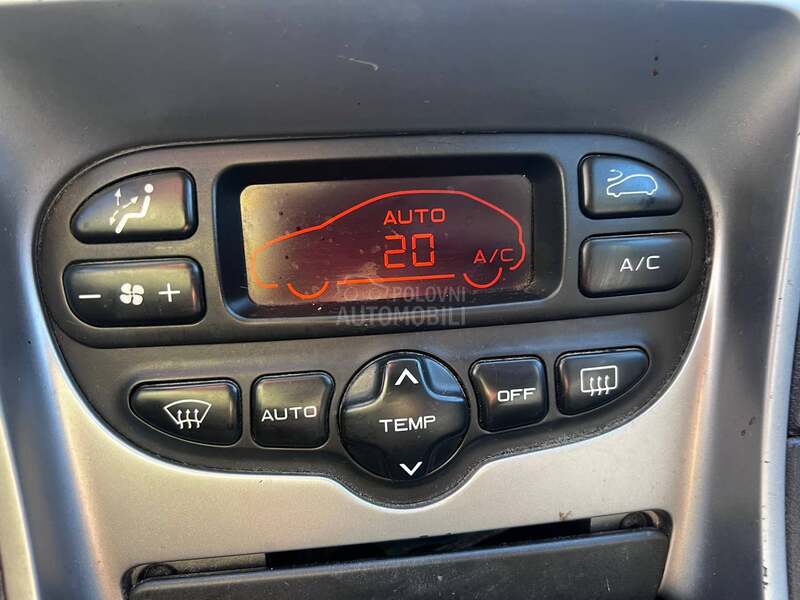 AUTO
20 A/C
POLOVNI
AUTOMOBILI
A/C
- +
AUTO
TEMP
OFF